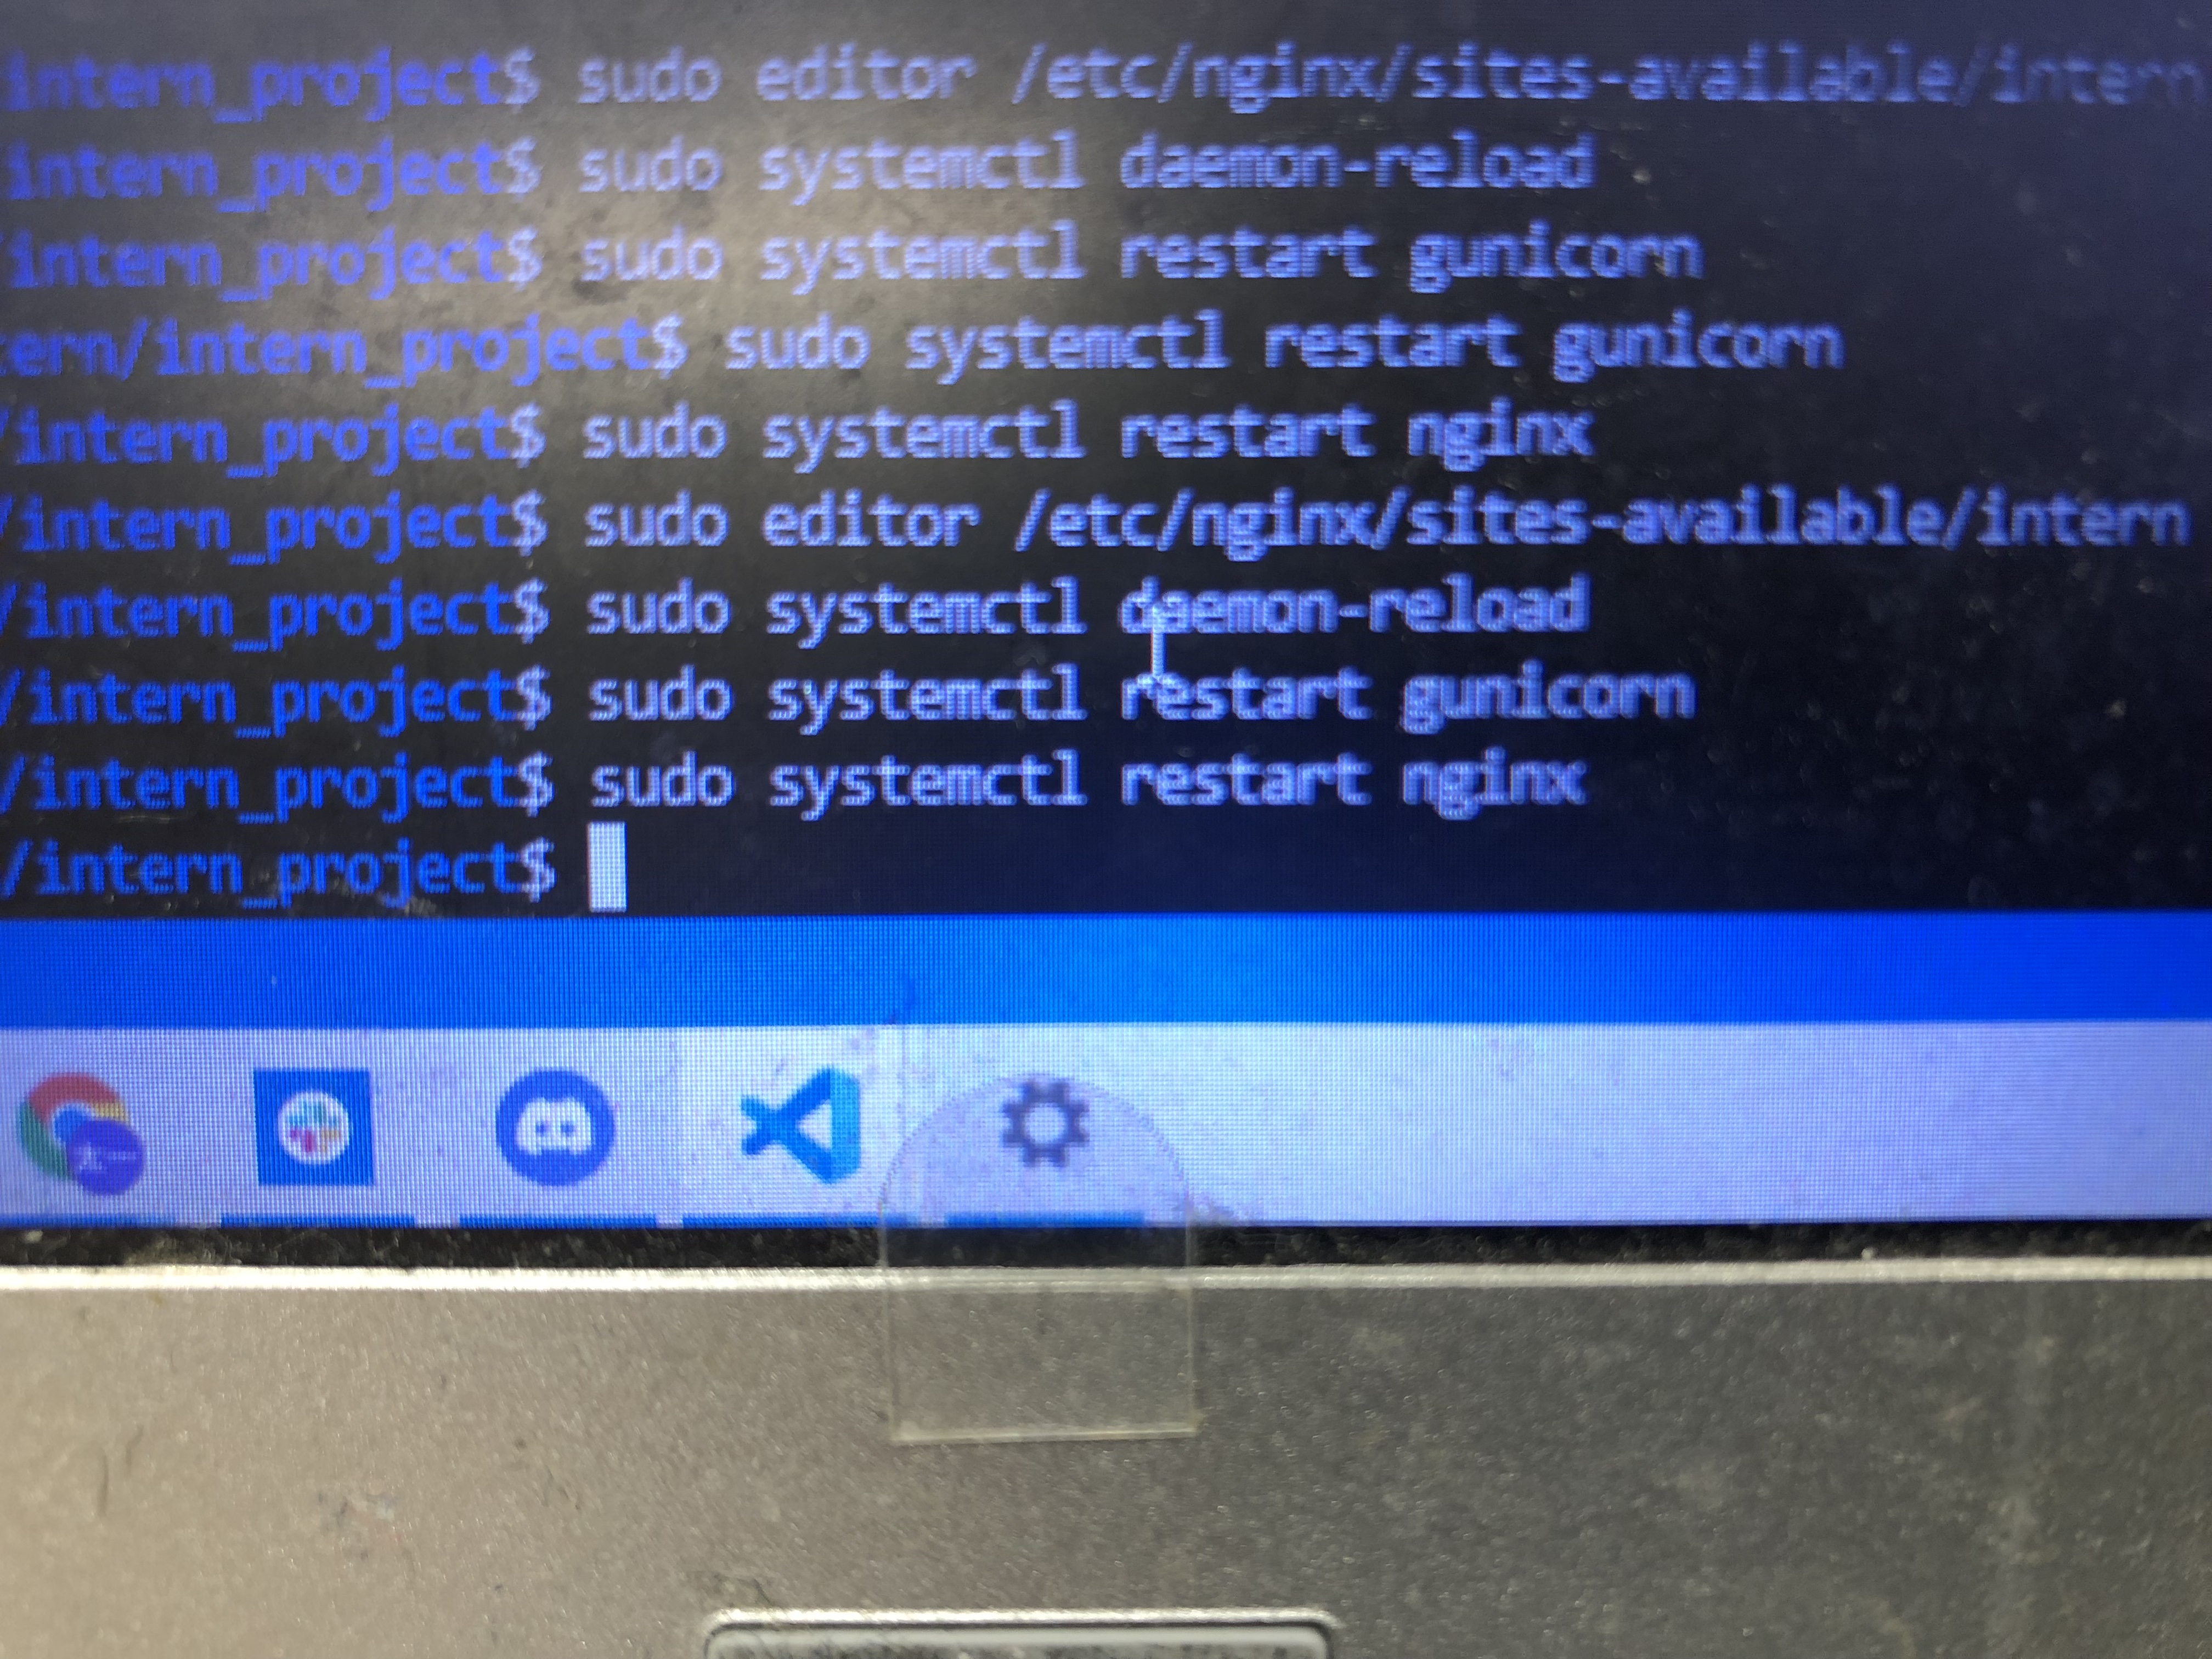 intern_project$ sudo editor /etc/nginx/sites-available/intern
intern_project$ sudo systemctl daemon-reload
/intern_project$ sudo systemctl restart gunicorn
tern/intern_project$ sudo systemctl restart gunicorn
/intern_project$ sudo systemctl restart nginx
/intern_project$ sudo editor /etc/nginx/sites-available/intern
/intern_project$ sudo systemctl daemon-reload
/intern_project$ sudo systemctl restart gunicorn
/intern_project$ sudo systemctl restart nginx
/intern_project$